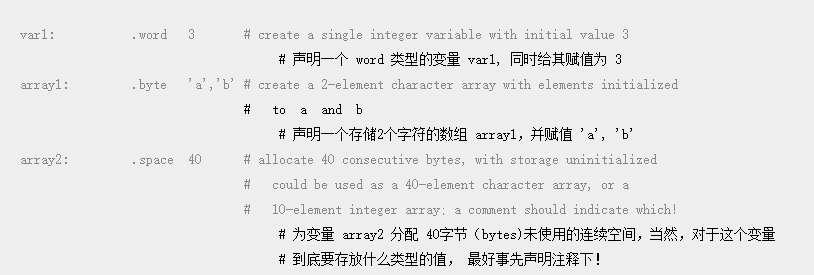 var1: .word 3 # create a single integer variable with initial value 3
# 声明一个 word 类型的变量 var1, 同时给其赋值为 3
array1: .byte 'a','b' # create a 2-element character array with elements initialized
# to a and b
# 声明一个存储2个字符的数组 array1，并赋值 'a', 'b'
array2: .space 40 # allocate 40 consecutive bytes, with storage uninitialized
# could be used as a 40-element character array, or a
# 10-element integer array; a comment should indicate which!
# 为变量 array2 分配 40字节（bytes)未使用的连续空间，当然，对于这个变量
# 到底要存放什么类型的值， 最好事先声明注释下！